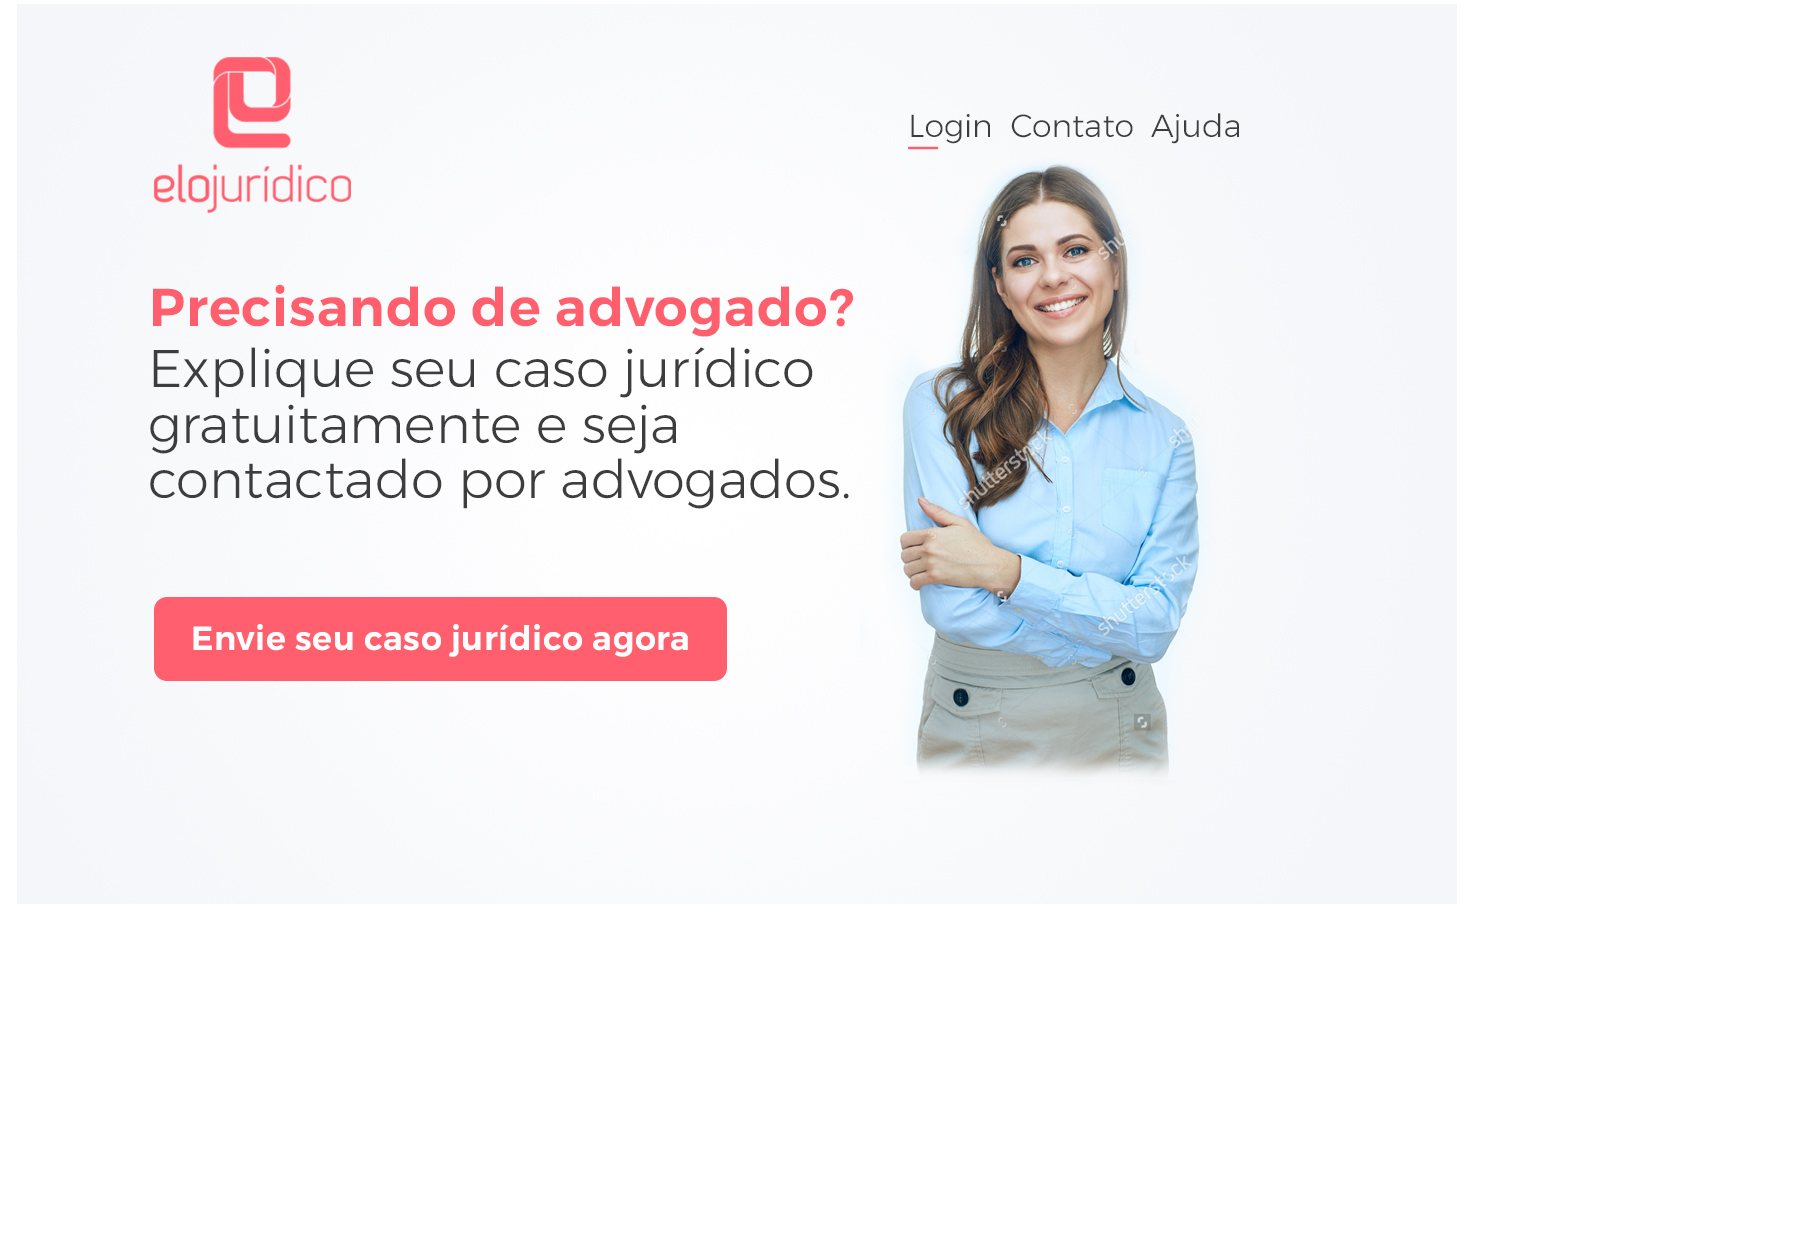 elojurídico
Login Contato Ajuda
Precisando de advogado?
Explique seu caso jurídico
gratuitamente e seja
contactado por advogados.
Envie seu caso jurídico agora
shu
shutterstock
sh
shutterstock